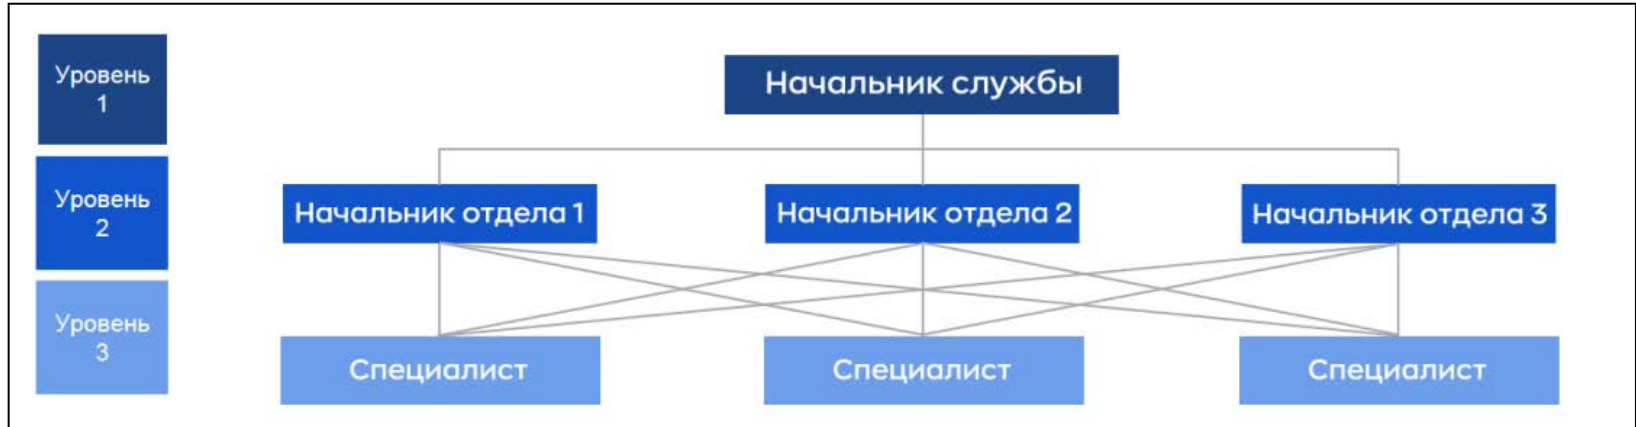 Уровень
1
Начальник службы
Уровень
2
Начальник отдела 1
Начальник отдела 2
Начальник отдела 3
Уровень
3
Специалист
Специалист
Специалист